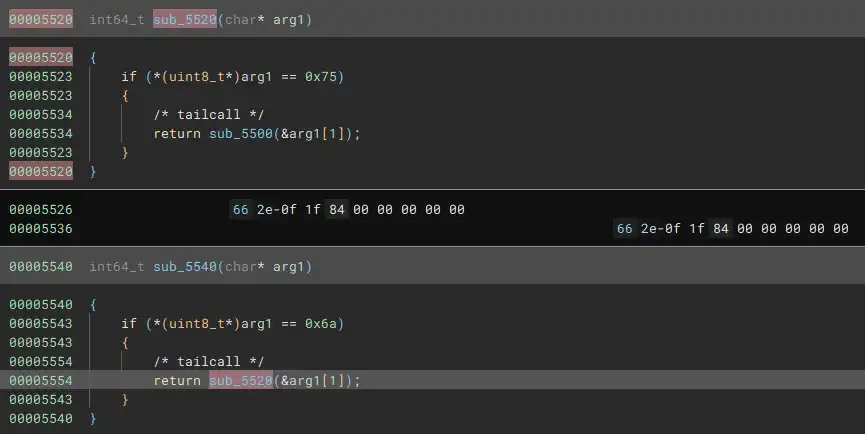 00005520 int64_t sub_5520(char* arg1)
00005520 {
00005523 if (*(uint8_t*)arg1 == 0x75)
00005523 {
00005534 /* tailcall */
00005534 return sub_5500(&arg1[1]);
00005523 }
00005520 }
00005526 66 2e-0f 1f 84 00 00 00 00 00
00005536 66 2e-0f 1f 84 00 00 00 00 00
00005540 int64_t sub_5540(char* arg1)
00005540 {
00005543 if (*(uint8_t*)arg1 == 0x6a)
00005543 {
00005554 /* tailcall */
00005554 return sub_5520(&arg1[1]);
00005543 }
00005540 }